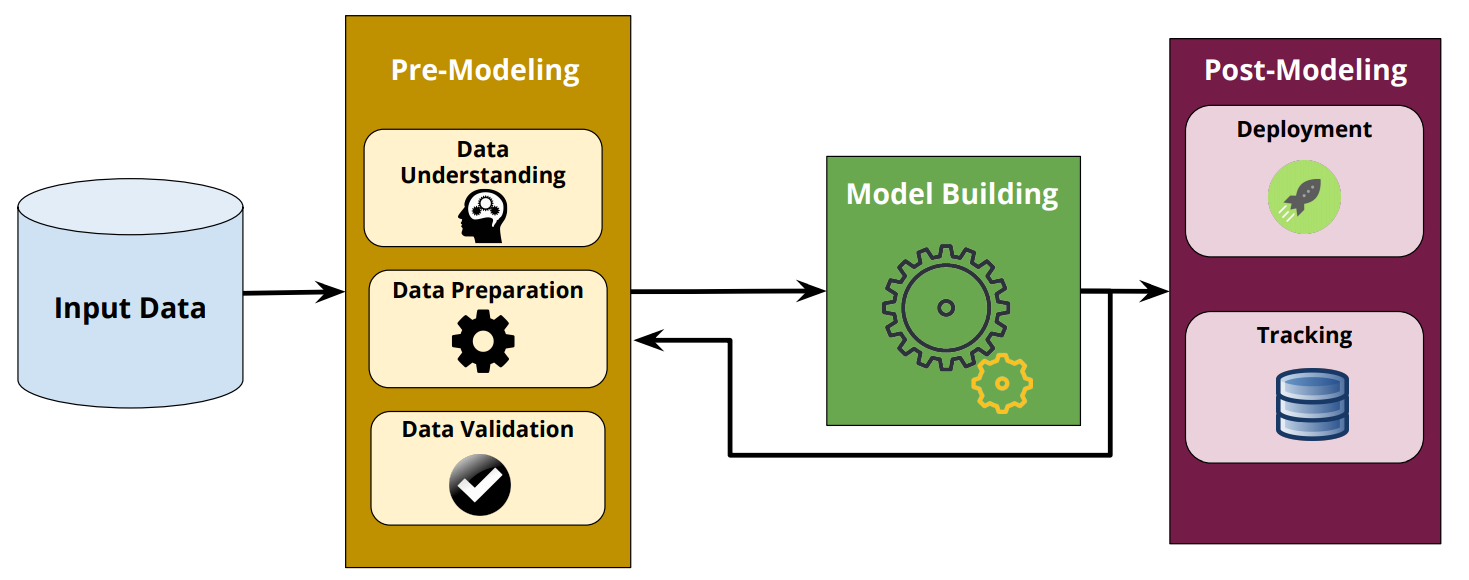 Input Data
Pre-Modeling
Data
Understanding
Data Preparation
Data Validation
Model Building
Post-Modeling
Deployment
Tracking